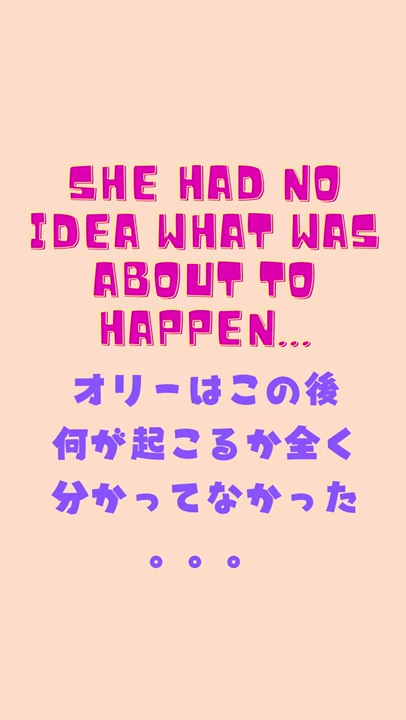 SHE HAD NO
IDEA WHAT WAS
ABOUT TO
HAPPEN...
オリーはこの後
何が起こるか全く
分かってなかった
。。。